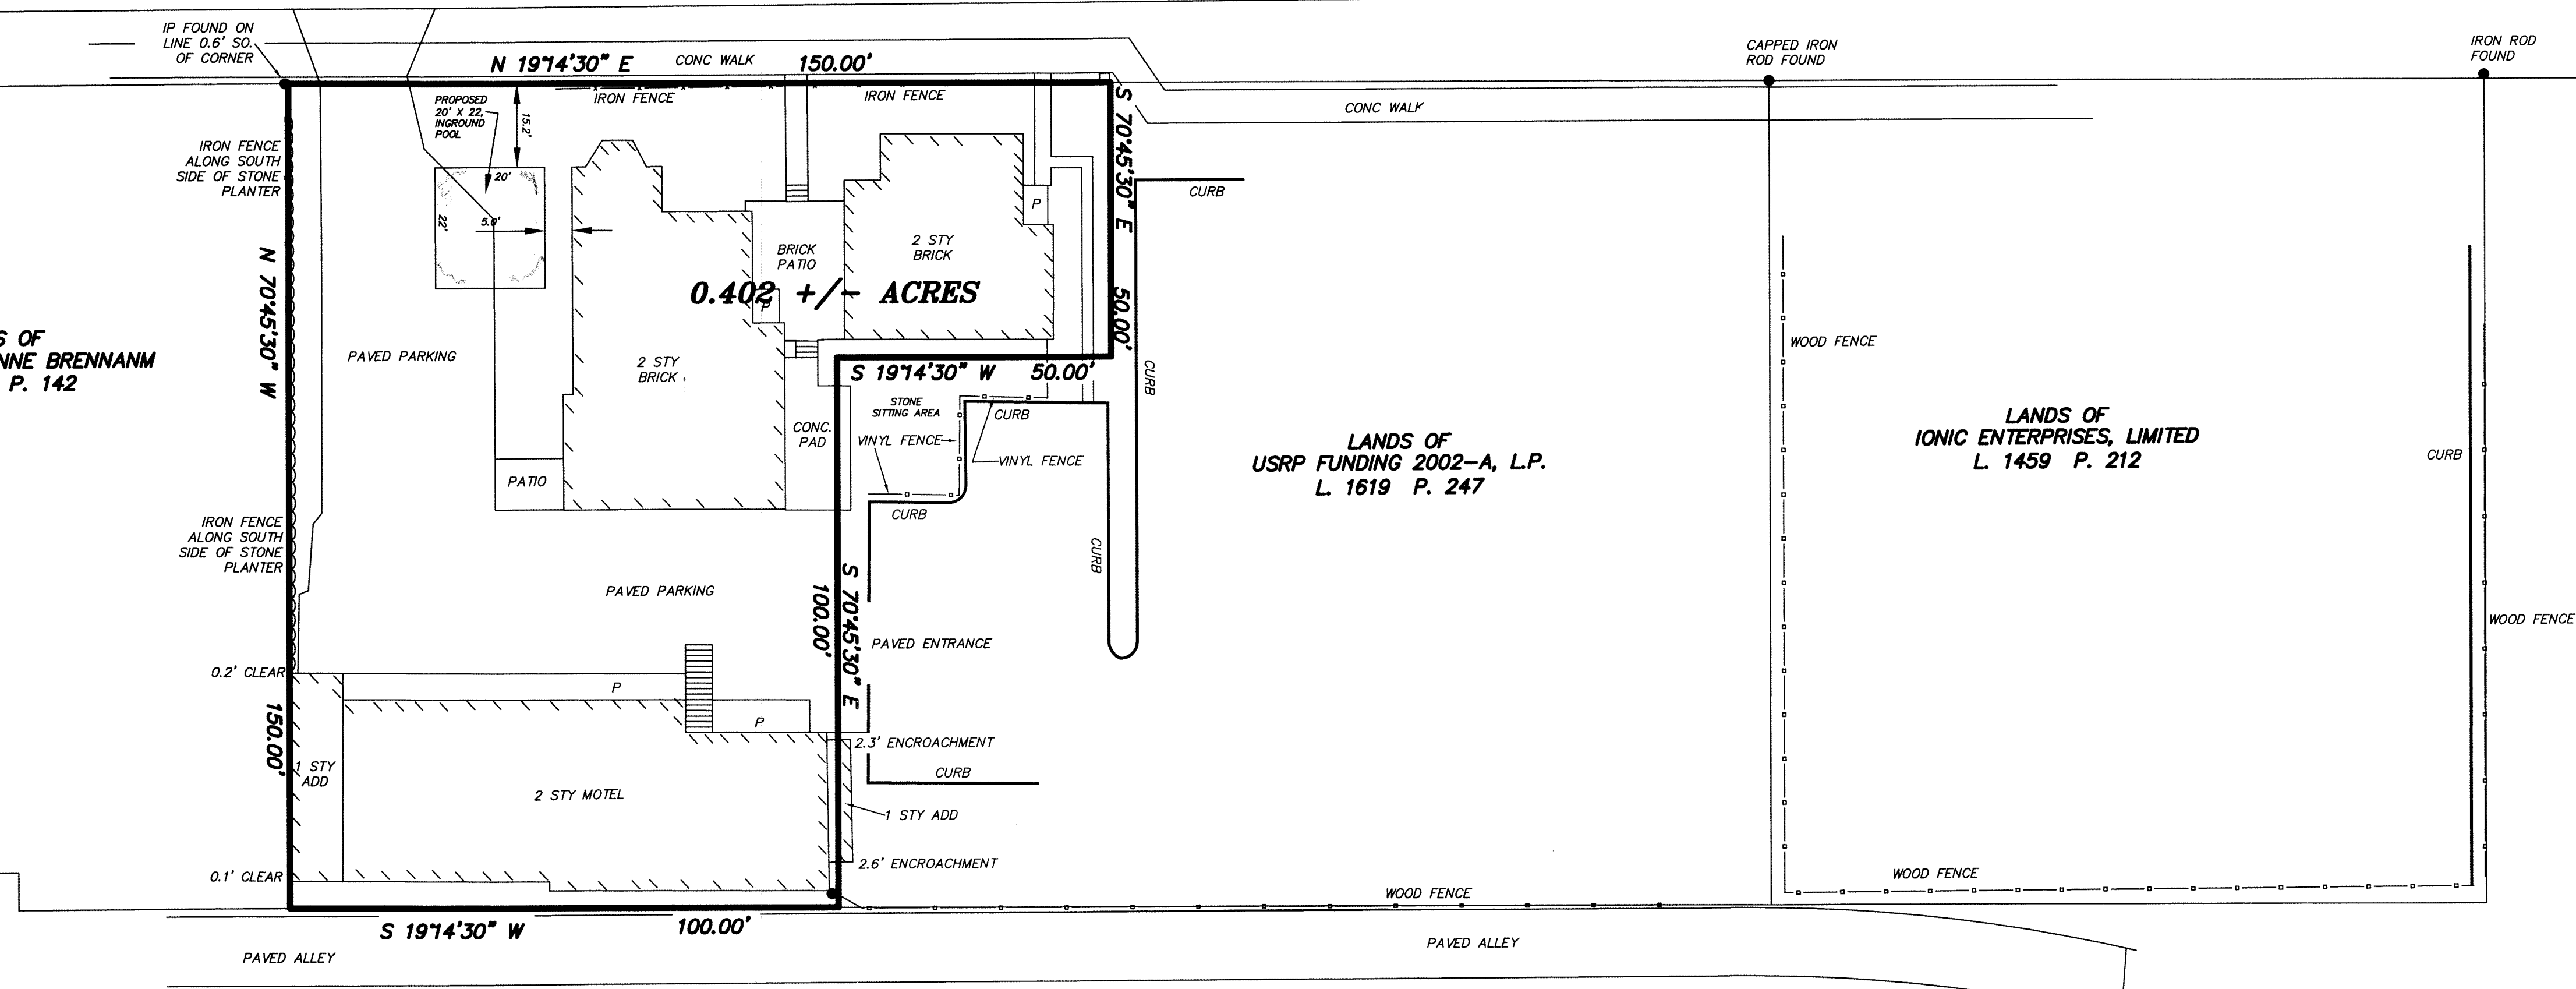 IP FOUND ON
LINE 0.6' SO.
OF CORNER
N 19°14'30" E
CONC WALK
150.00'
CAPPED IRON
ROD FOUND
IRON ROD
FOUND
PROPOSED
20' X 22,
INGROUND
POOL
15.2'
IRON FENCE
IRON FENCE
CONC WALK
S 70°45'30" E
50.00'
IRON FENCE
ALONG SOUTH
SIDE OF STONE
PLANTER
20'
22'
5.0'
CURB
P
2 STY
BRICK
BRICK
PATIO
N 70°45'30" W
0.402 +/- ACRES
P
S OF
NNE BRENNANM
P. 142
PAVED PARKING
2 STY
BRICK
S 19°14'30" W
50.00'
CURB
WOOD FENCE
STONE
SITTING AREA
CURB
CONC.
PAD
VINYL FENCE
VINYL FENCE
LANDS OF
USRP FUNDING 2002-A, L.P.
L. 1619 P. 247
LANDS OF
IONIC ENTERPRISES, LIMITED
L. 1459 P. 212
CURB
PATIO
CURB
IRON FENCE
ALONG SOUTH
SIDE OF STONE
PLANTER
CURB
PAVED PARKING
S 70°45'30" E
100.00'
PAVED ENTRANCE
WOOD FENCE
0.2' CLEAR
P
150.00'
P
2.3' ENCROACHMENT
1 STY
ADD
CURB
2 STY MOTEL
1 STY ADD
2.6' ENCROACHMENT
0.1' CLEAR
WOOD FENCE
WOOD FENCE
S 19°14'30" W
100.00'
PAVED ALLEY
PAVED ALLEY